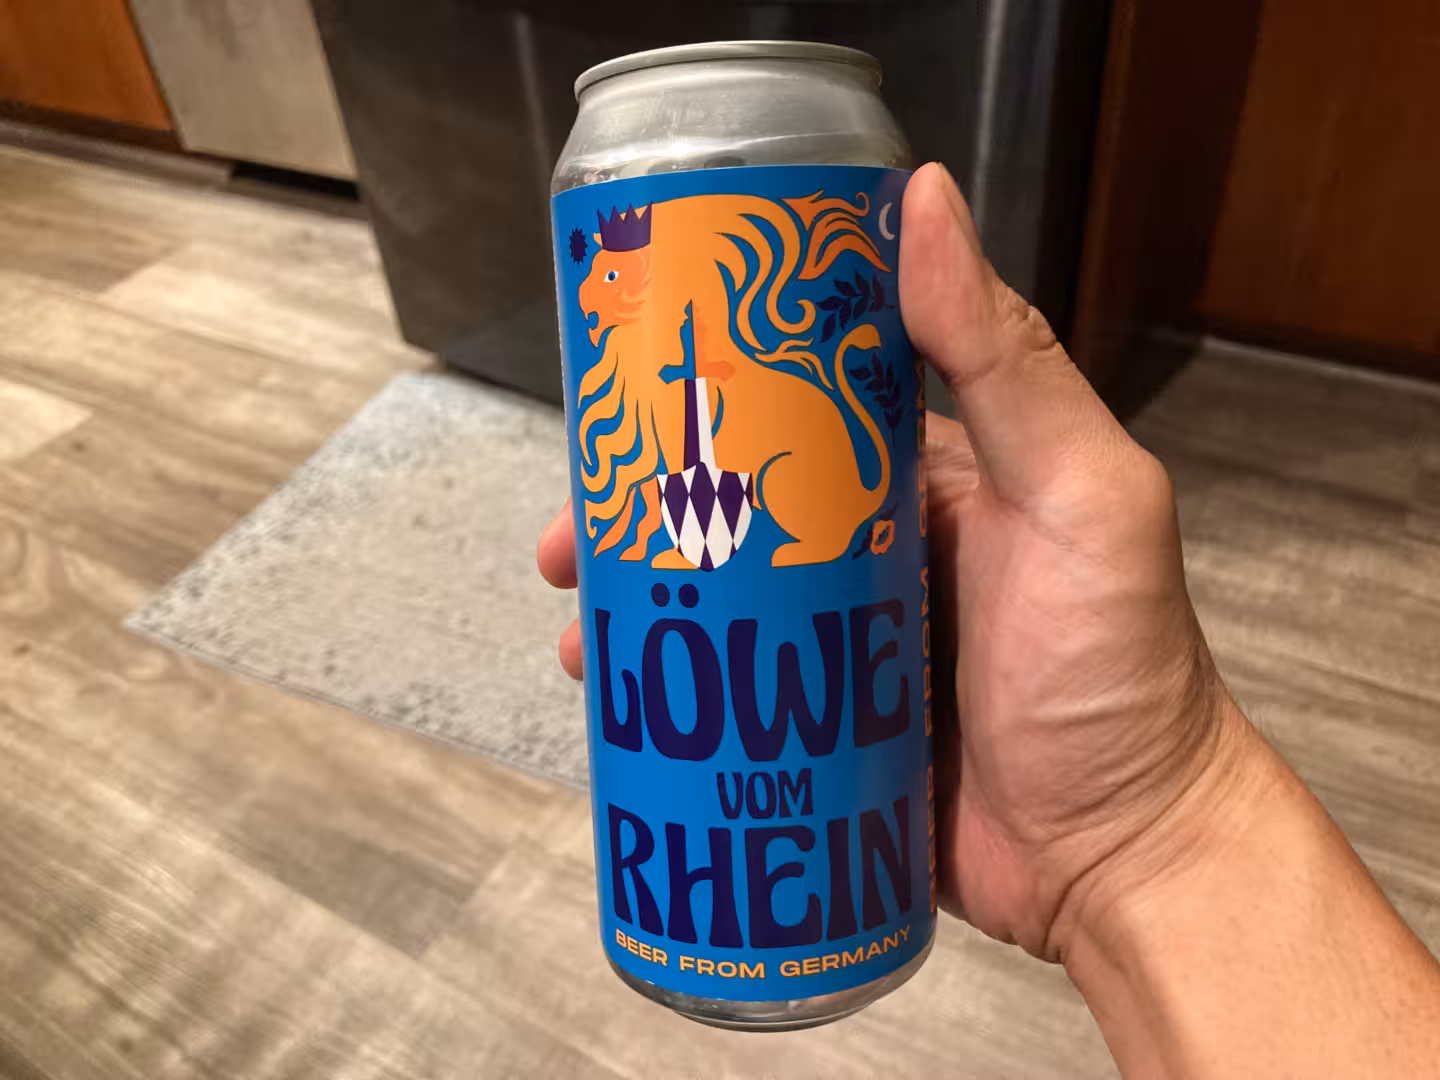 LÖWE
VOM
RHEIN
BEER FROM GERMANY